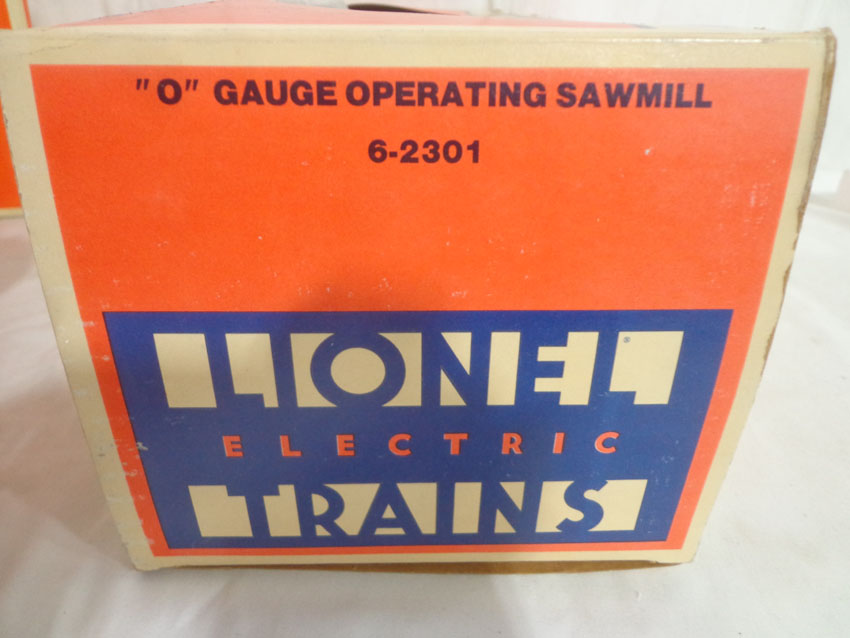 "O" GAUGE OPERATING SAWMILL
6-2301
LIONEL®
ELECTRIC
TRAINS